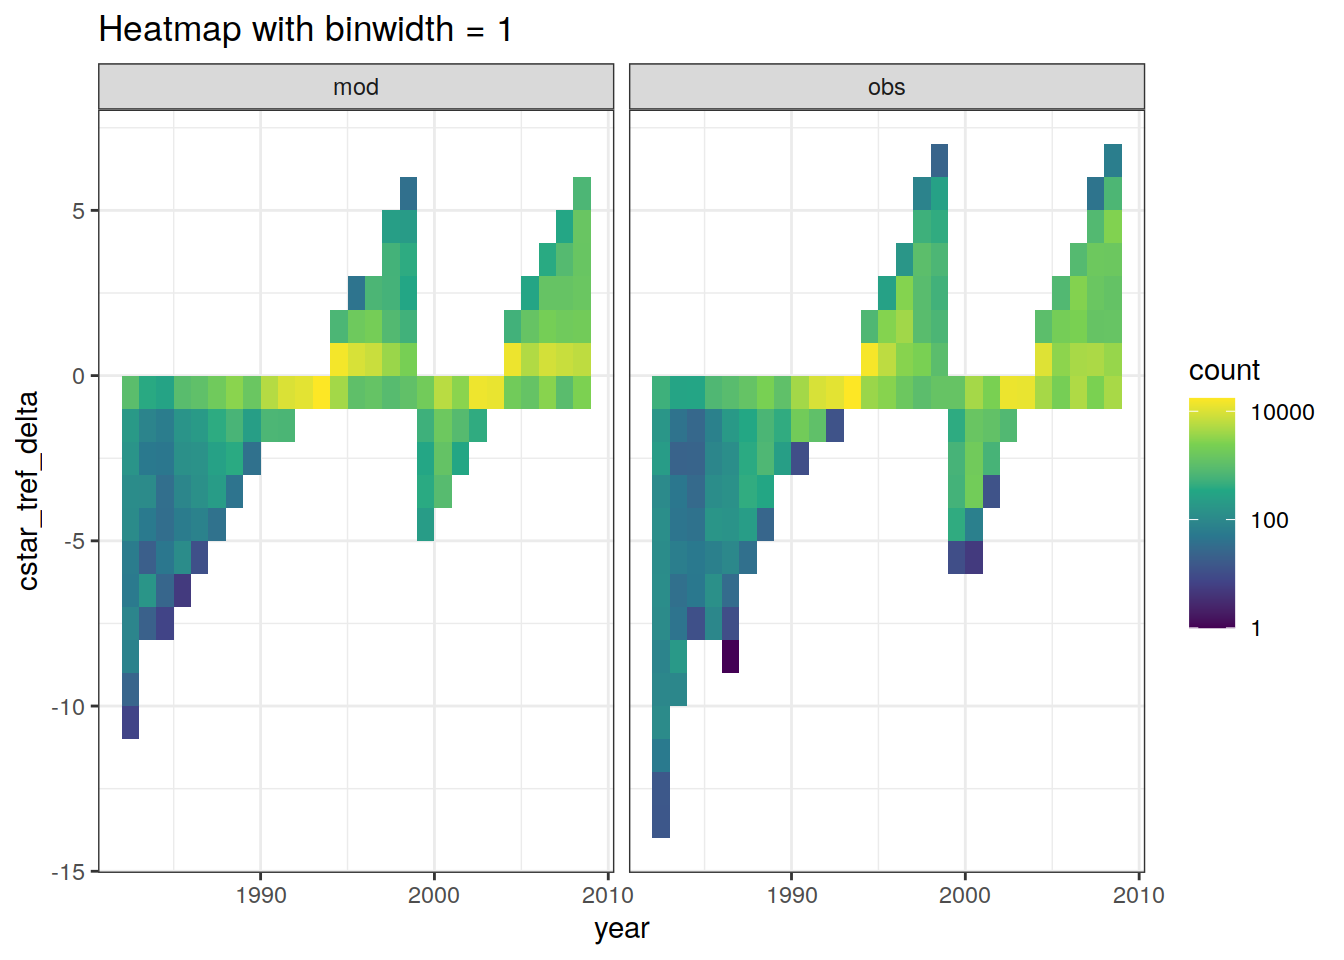 Heatmap with binwidth = 1
mod
obs
5
0
-5
-10
-15
cstar_tref_delta
1990
2000
2010
1990
2000
2010
year
count
10000
100
1